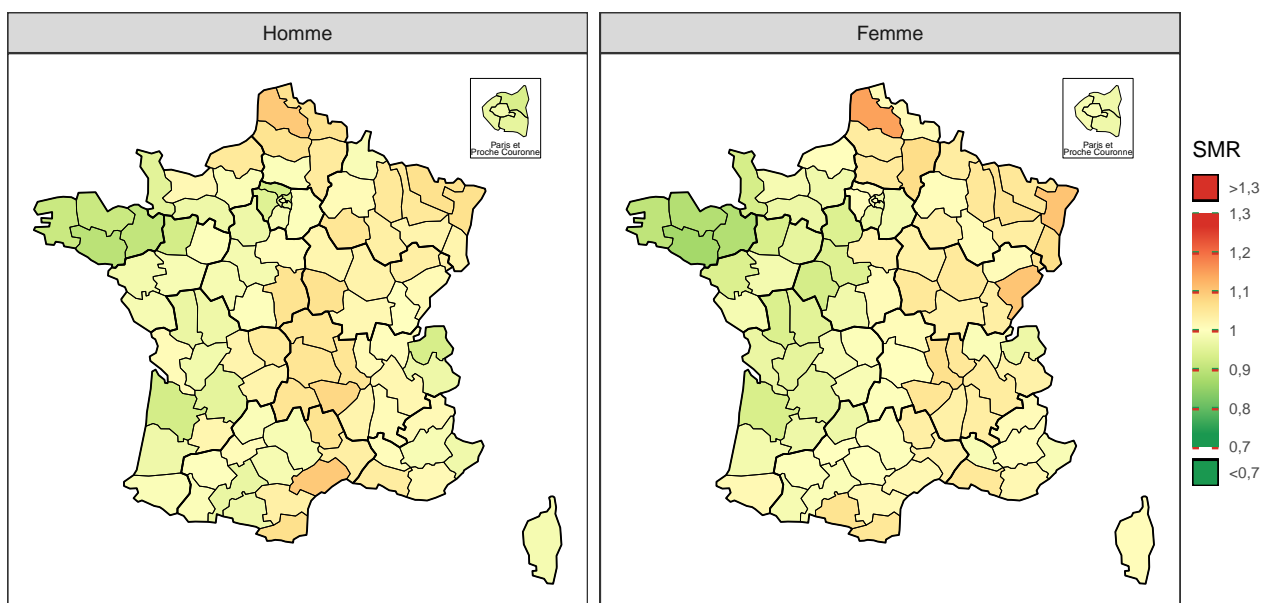 Homme
Femme
Paris et
Proche Couronne
Paris et
Proche Couronne
SMR
>1,3
1,3
1,2
1,1
1
0,9
0,8
0,7
<0,7